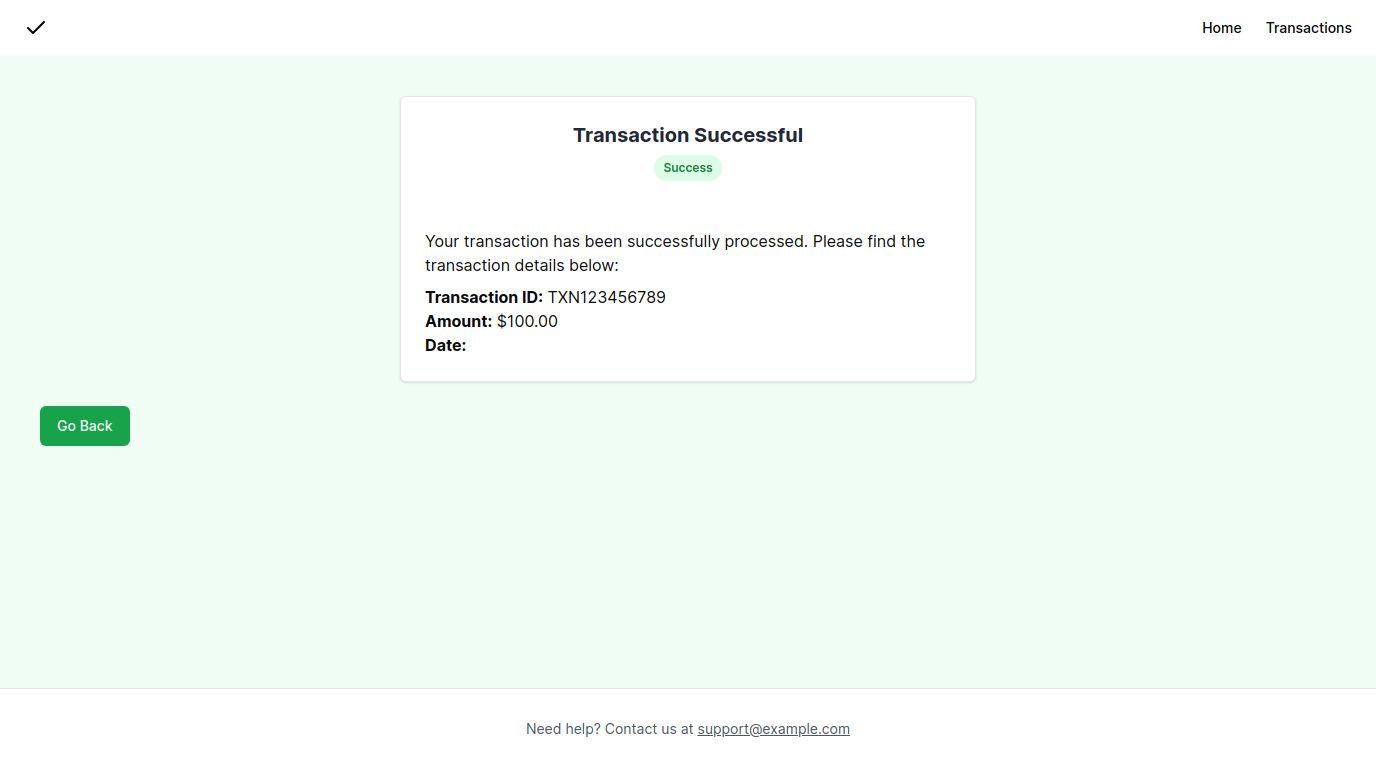 Home
Transactions
Transaction Successful
Success
Your transaction has been successfully processed. Please find the
transaction details below:
Transaction ID: TXN123456789
Amount: $100.00
Date:
Go Back
Need help? Contact us at support@example.com